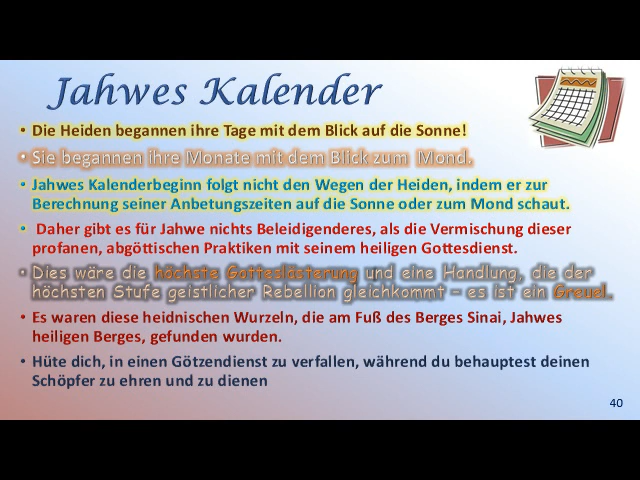 Jahwes Kalender
• Die Heiden begannen ihre Tage mit dem Blick auf die Sonne!
• Sie begannen ihre Monate mit dem Blick zum Mond.
• Jahwes Kalenderbeginn folgt nicht den Wegen der Heiden, indem er zur
Berechnung seiner Anbetungszeiten auf die Sonne oder zum Mond schaut.
• Daher gibt es für Jahwe nichts Beleidigenderes, als die Vermischung dieser
profanen, abgöttischen Praktiken mit seinem heiligen Gottesdienst.
• Dies wäre die höchste Gotteslästerung und eine Handlung, die der
höchsten Stufe geistlicher Rebellion gleichkommt – es ist ein Greuel.
• Es waren diese heidnischen Wurzeln, die am Fuß des Berges Sinai, Jahwes
heiligen Berges, gefunden wurden.
• Hüte dich, in einen Götzendienst zu verfallen, während du behauptest deinen
Schöpfer zu ehren und zu dienen
40